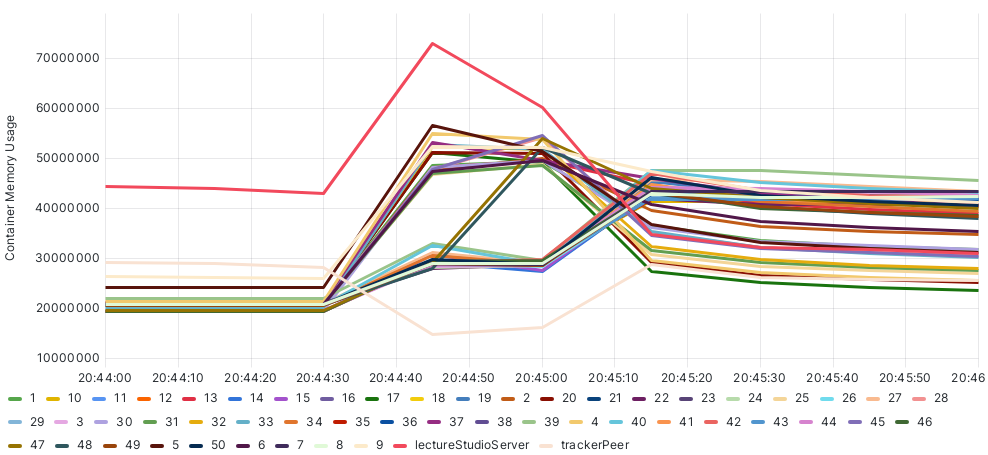 Container Memory Usage
70000000
60000000
50000000
40000000
30000000
20000000
10000000
20:44:00 20:44:10 20:44:20 20:44:30 20:44:40 20:44:50 20:45:00 20:45:10 20:45:20 20:45:30 20:45:40 20:45:50 20:46
1 10 11 12 13 14 15 16 17 18 19 2 20 21 22 23 24 25 26 27 28
29 3 30 31 32 33 34 35 36 37 38 39 4 40 41 42 43 44 45 46
47 48 49 5 50 6 7 8 9 lectureStudioServer trackerPeer